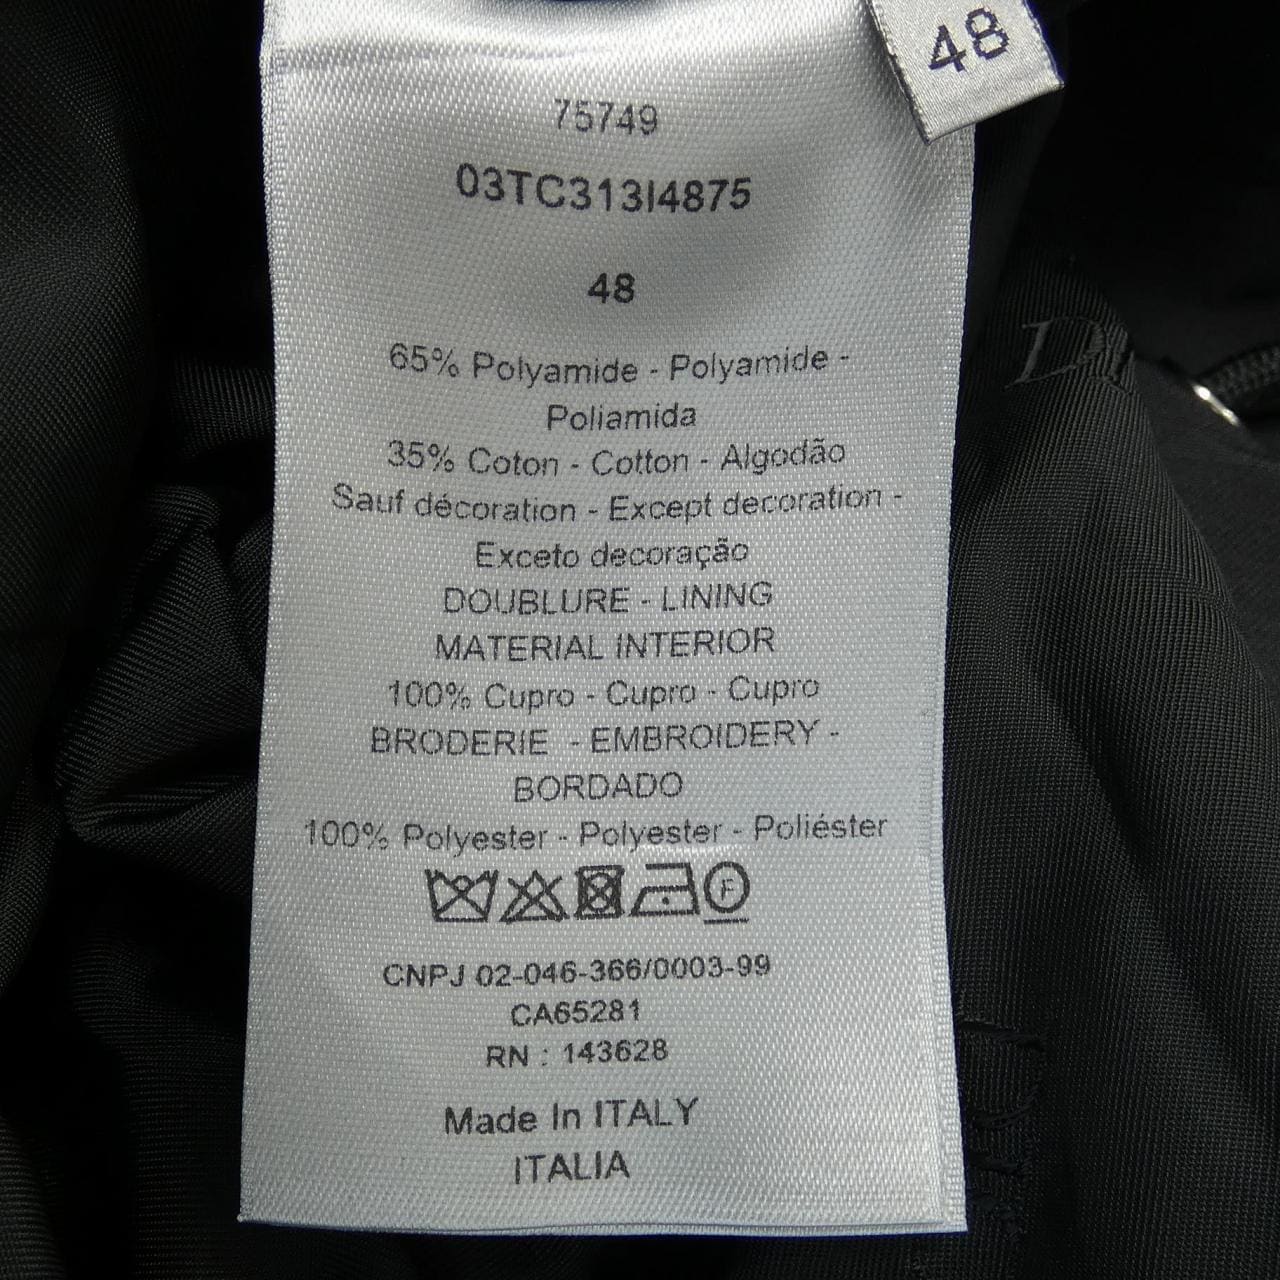 48
75749
03TC313I4875
48
65% Polyamide - Polyamide -
Poliamida
35% Coton - Cotton - Algodão
Sauf décoration - Except decoration -
Exceto decoração
DOUBLURE - LINING
MATERIAL INTERIOR
100% Cupro - Cupro - Cupro
BRODERIE - EMBROIDERY -
BORDADO
100% Polyester - Polyester - Poliéster
F
CNPJ 02-046-366/0003-99
CA65281
RN : 143628
Made In ITALY
ITALIA